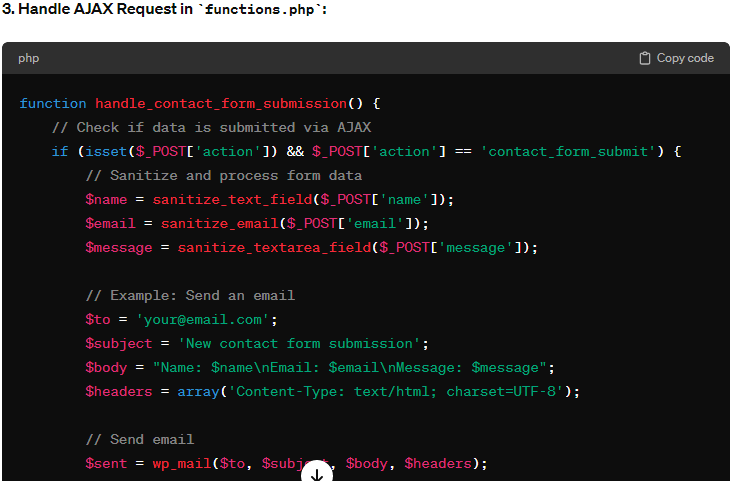 3. Handle AJAX Request in `functions.php`:
php
Copy code
function handle_contact_form_submission() {
    // Check if data is submitted via AJAX
    if (isset($_POST['action']) && $_POST['action'] == 'contact_form_submit') {
        // Sanitize and process form data
        $name = sanitize_text_field($_POST['name']);
        $email = sanitize_email($_POST['email']);
        $message = sanitize_textarea_field($_POST['message']);
        // Example: Send an email
        $to = 'your@email.com';
        $subject = 'New contact form submission';
        $body = "Name: $name\nEmail: $email\nMessage: $message";
        $headers = array('Content-Type: text/html; charset=UTF-8');
        // Send email
        $sent = wp_mail($to, $subject, $body, $headers);